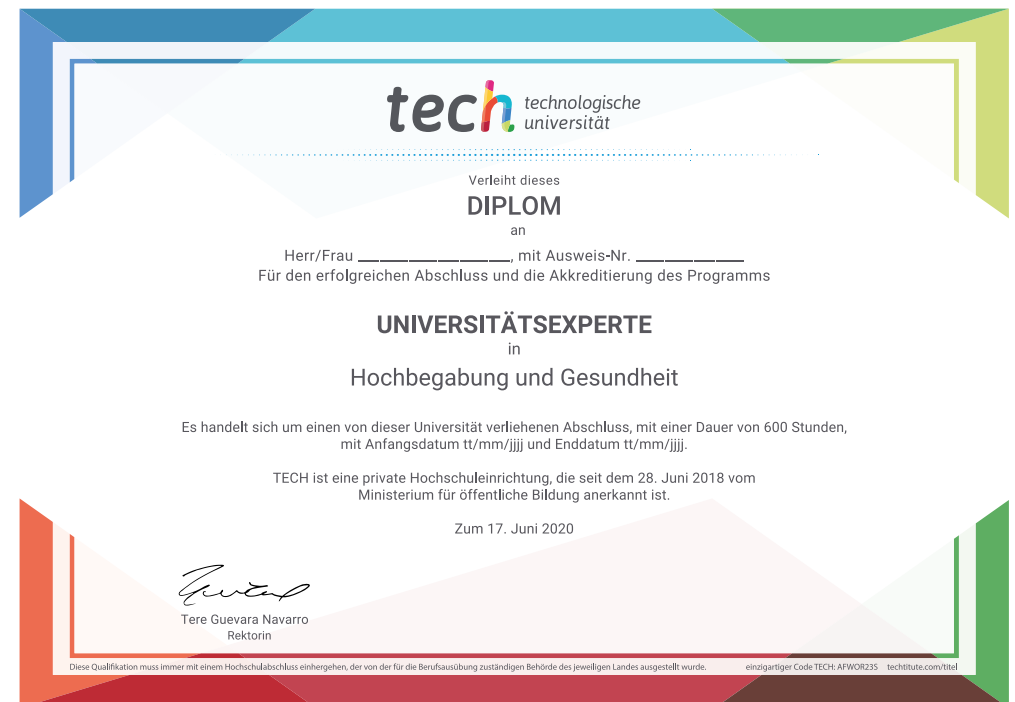 tech technologische
universität
Verleiht dieses
DIPLOM
an
Herr/Frau ________________, mit Ausweis-Nr. ____________
Für den erfolgreichen Abschluss und die Akkreditierung des Programms
UNIVERSITÄTSEXPERTE
in
Hochbegabung und Gesundheit
Es handelt sich um einen von dieser Universität verliehenen Abschluss, mit einer Dauer von 600 Stunden,
mit Anfangsdatum tt/mm/jjjj und Enddatum tt/mm/jjjj.
TECH ist eine private Hochschuleinrichtung, die seit dem 28. Juni 2018 vom
Ministerium für öffentliche Bildung anerkannt ist.
Zum 17. Juni 2020
Tere Guevara Navarro
Rektorin
Diese Qualifikation muss immer mit einem Hochschulabschluss einhergehen, der von der für die Berufsausübung zuständigen Behörde des jeweiligen Landes ausgestellt wurde. einzigartiger Code TECH: AFWOR23S techtitute.com/titel